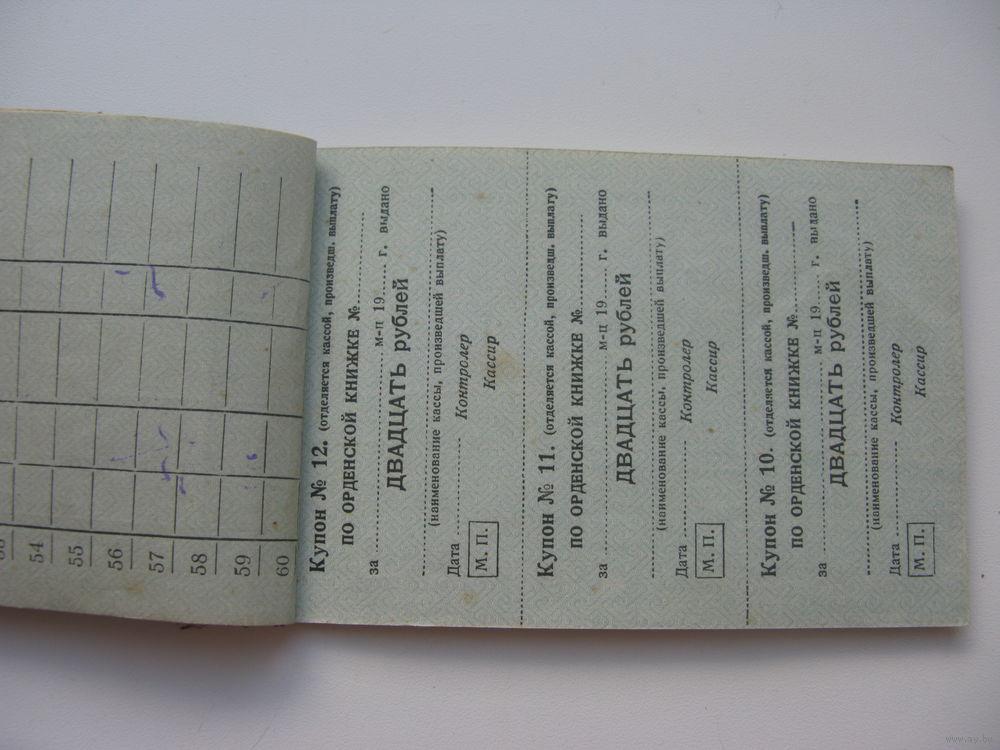 54
55
56
57
58
59
60
Купон № 12. (отделяется кассой, произведш. выплату)
ПО ОРДЕНСКОЙ КНИЖКЕ №..........
за .................... м-ц 19...... г. выдано
ДВАДЦАТЬ рублей
(наименование кассы, произведшей выплату)
Дата .................... Контролер
М. П. Кассир
Купон № 11. (отделяется кассой, произведш. выплату)
ПО ОРДЕНСКОЙ КНИЖКЕ №..........
за .................... м-ц 19...... г. выдано
ДВАДЦАТЬ рублей
(наименование кассы, произведшей выплату)
Дата .................... Контролер
М. П. Кассир
Купон № 10. (отделяется кассой, произведш. выплату)
ПО ОРДЕНСКОЙ КНИЖКЕ №..........
за .................... м-ц 19...... г. выдано
ДВАДЦАТЬ рублей
(наименование кассы, произведшей выплату)
Дата .................... Контролер
М. П. Кассир
www.ay.by